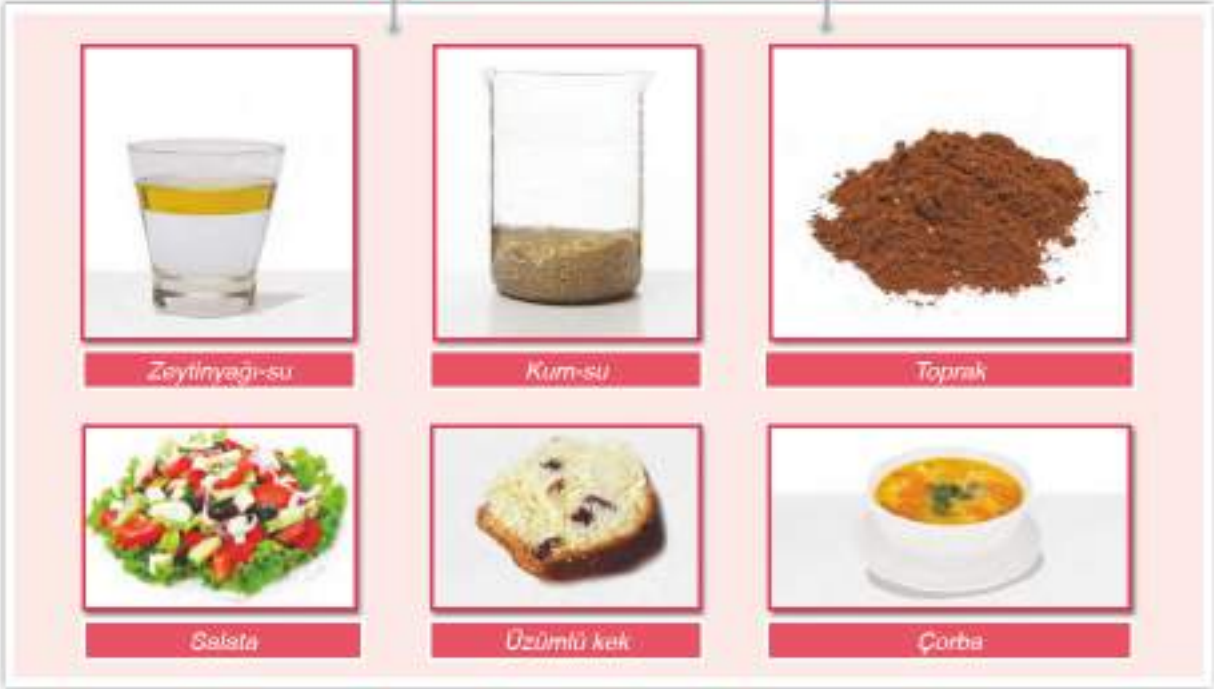 Zeytinyağı-su
Kum-su
Toprak
Salata
Üzümlü kek
Çorba